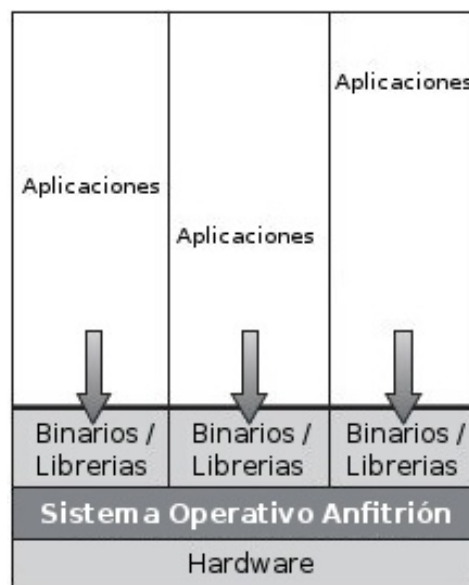 Aplicaciones
Aplicaciones
Aplicaciones
Binarios /
Librerias
Binarios /
Librerias
Binarios /
Librerias
Sistema Operativo Anfitrión
Hardware